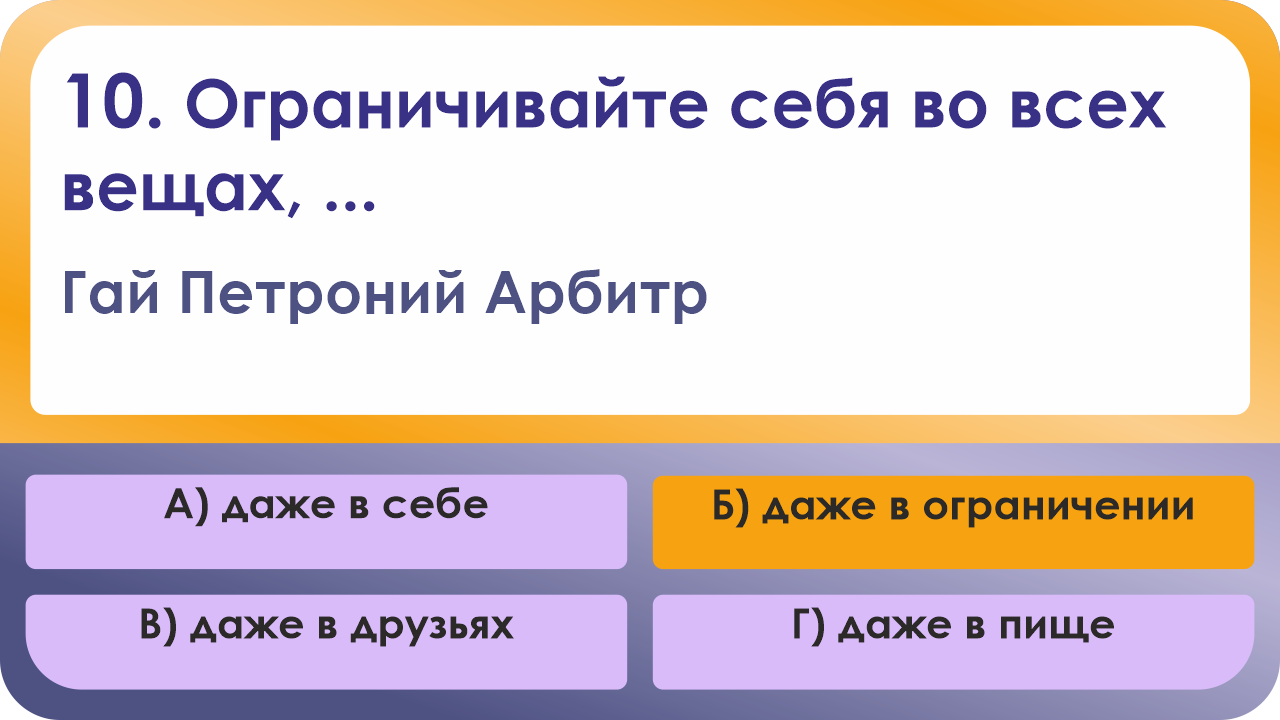 10. Ограничивайте себя во всех
вещах, ...
Гай Петроний Арбитр
А) даже в себе
Б) даже в ограничении
В) даже в друзьях
Г) даже в пище